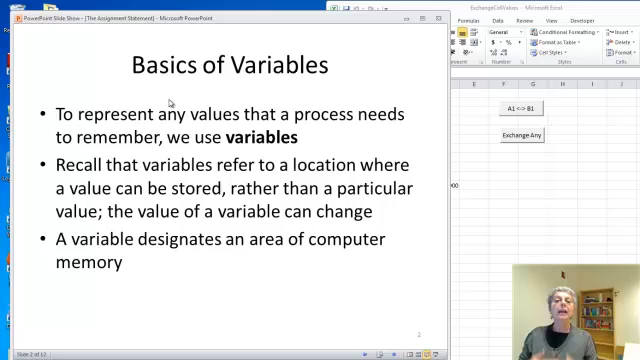 PowerPoint Slide Show - [The Assignment Statement] - Microsoft PowerPoint
ExchangeCellValues - Microsoft Excel
Formulas Data Review View Developer
General
Conditional Formatting
Format as Table
Cell Styles
Number
Styles
Basics of Variables
• To represent any values that a process needs
to remember, we use variables
• Recall that variables refer to a location where
a value can be stored, rather than a particular
value; the value of a variable can change
• A variable designates an area of computer
memory
2
Slide 2 of 12
E F G H I J
A1 <-> B1
Exchange Any
000